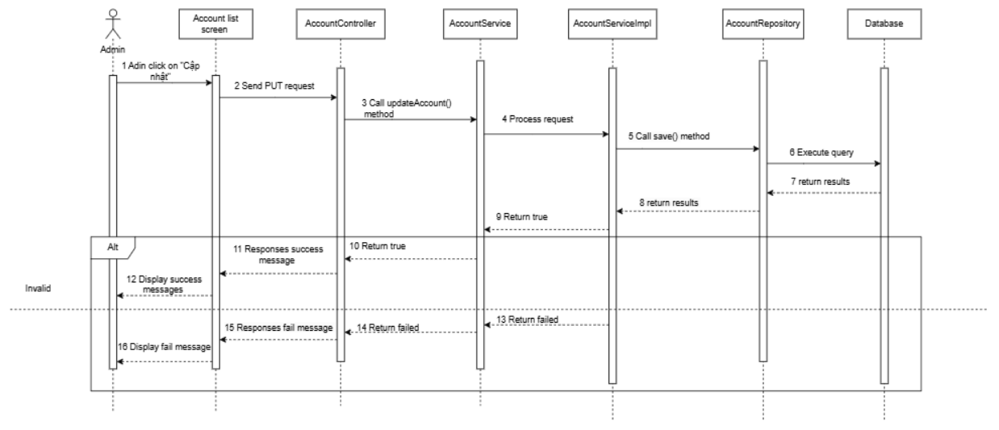 Account list
screen
AccountController
AccountService
AccountServiceImpl
AccountRepository
Database
Admin
1 Adin click on "Cập
nhật"
2 Send PUT request
3 Call updateAccount()
method
4 Process request
5 Call save() method
6 Execute query
7 return results
8 return results
9 Return true
Alt
10 Return true
11 Responses success
message
12 Display success
messages
Invalid
13 Return failed
14 Return failed
15 Responses fail message
16 Display fail message